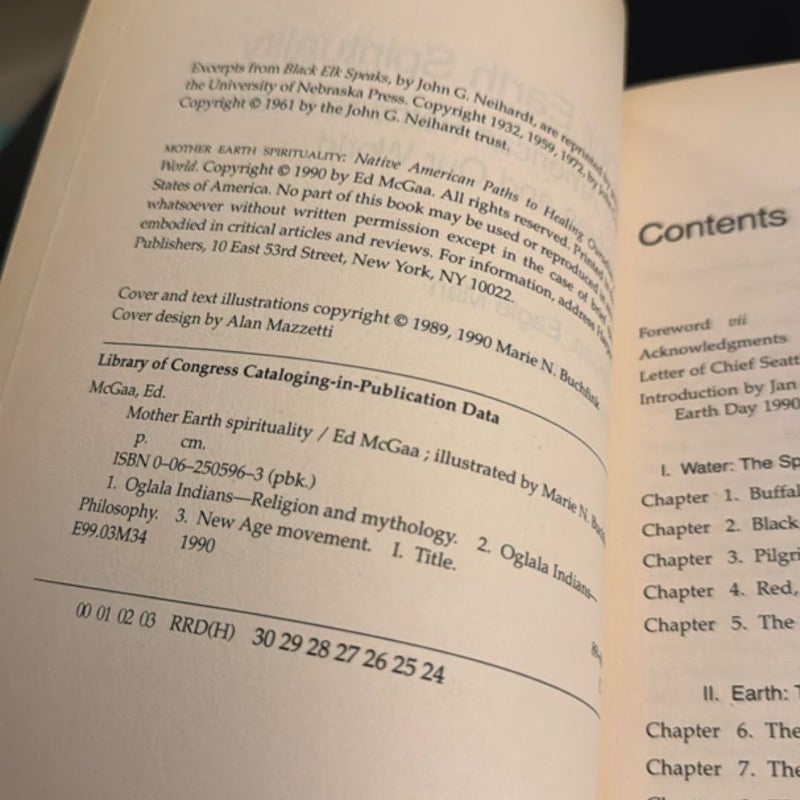 Excerpts from Black Elk Speaks, by John G. Neihardt, are reprinted by
the University of Nebraska Press. Copyright 1932, 1959, 1972, by
Copyright © 1961 by the John G. Neihardt trust.
MOTHER EARTH SPIRITUALITY: Native American Paths to Healing
World. Copyright © 1990 by Ed McGaa. All rights reserved. Printed
States of America. No part of this book may be used or reproduced in
whatsoever without written permission except in the case of brief
embodied in critical articles and reviews. For information, address
Publishers, 10 East 53rd Street, New York, NY 10022.
Cover and text illustrations copyright © 1989, 1990 Marie N. Buchfink
Cover design by Alan Mazzetti
Library of Congress Cataloging-in-Publication Data
McGaa, Ed.
Mother Earth spirituality / Ed McGaa ; illustrated by Marie N.
p. cm.
ISBN 0-06-250596-3 (pbk.)
1. Oglala Indians—Religion and mythology. 2. Oglala Indians—
Philosophy. 3. New Age movement. I. Title.
E99.03M34 1990
00 01 02 03 RRD(H) 30 29 28 27 26 25 24
Contents
Foreword vii
Acknowledgments
Letter of Chief Seatt
Introduction by Jan
Earth Day 1990
I. Water: The Sp
Chapter 1. Buffal
Chapter 2. Black
Chapter 3. Pilgri
Chapter 4. Red,
Chapter 5. The
II. Earth: T
Chapter 6. The
Chapter 7. The